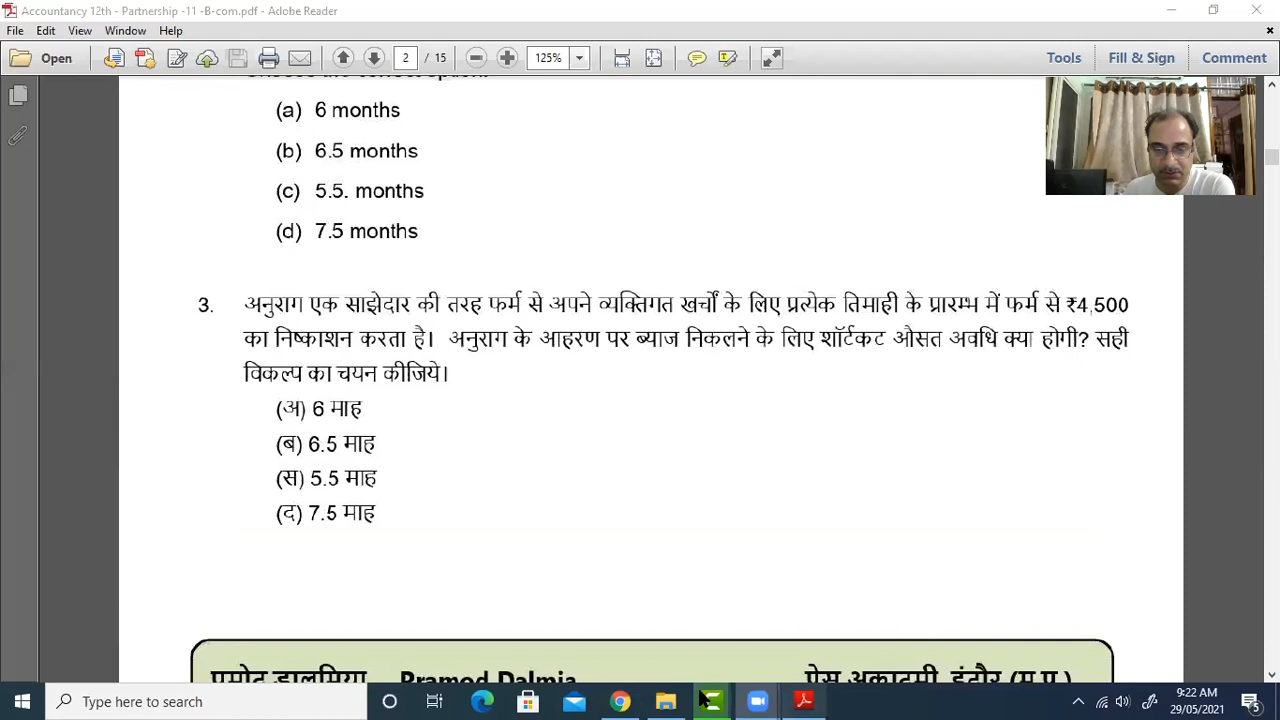 Accountancy 12th - Partnership -11 -B-com.pdf - Adobe Reader
File Edit View Window Help
Open 2 / 15 125% Tools Fill & Sign Comment
(a) 6 months
(b) 6.5 months
(c) 5.5. months
(d) 7.5 months
3. अनुराग एक साझेदार की तरह फर्म से अपने व्यक्तिगत खर्चों के लिए प्रत्येक तिमाही के प्रारम्भ में फर्म से ₹4,500
का निष्काशन करता है। अनुराग के आहरण पर ब्याज निकलने के लिए शॉर्टकट औसत अवधि क्या होगी? सही
विकल्प का चयन कीजिये।
(अ) 6 माह
(ब) 6.5 माह
(स) 5.5 माह
(द) 7.5 माह
Pramod Dalmia
Type here to search
9:22 AM
29/05/2021
5